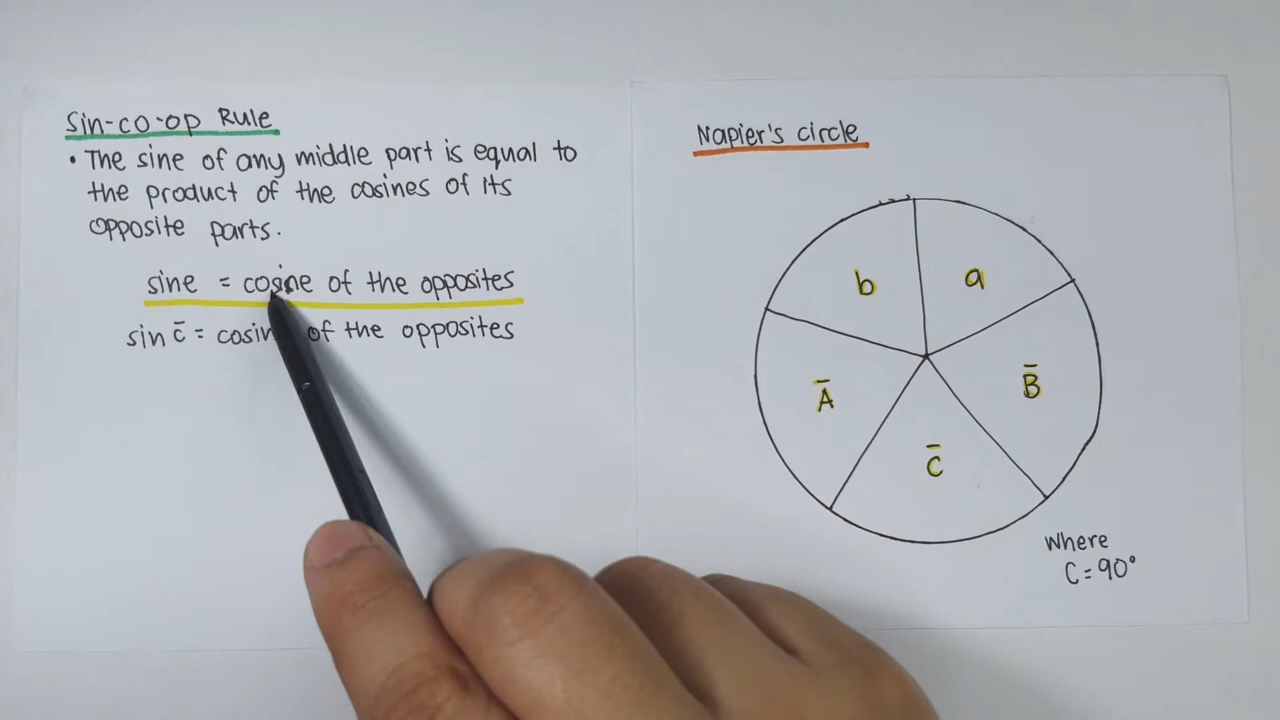 Sin-co-op Rule
• The sine of any middle part is equal to
the product of the cosines of its
opposite parts.
sine = cosine of the opposites
sin c̄ = cosin of the opposites
Napier's circle
b
a
Ā
B̄
c̄
Where
C = 90°